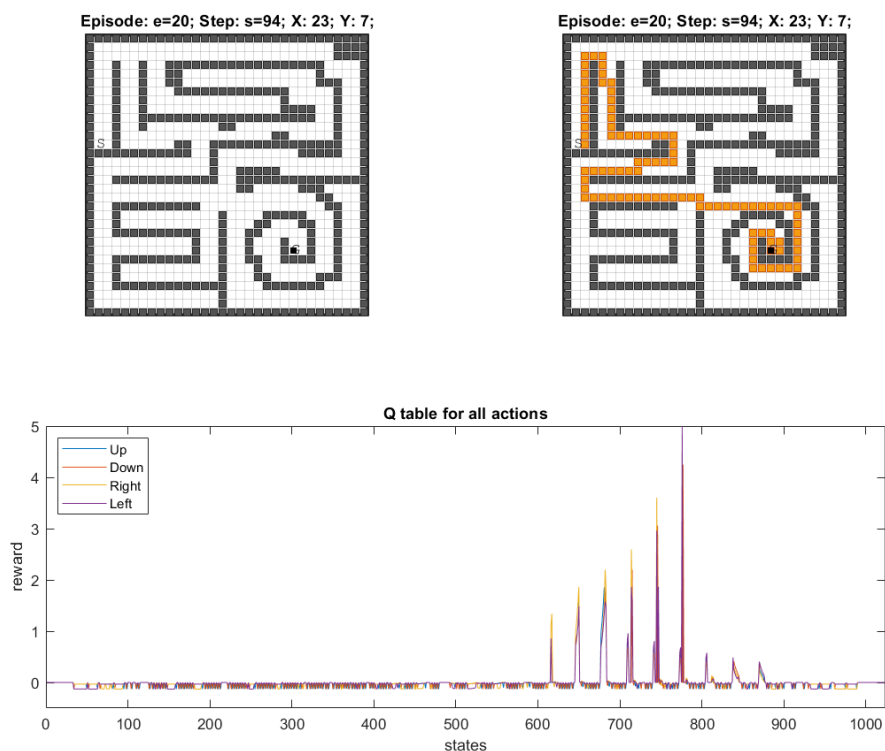 Episode: e=20; Step: s=94; X: 23; Y: 7;
Episode: e=20; Step: s=94; X: 23; Y: 7;
S
S
G
G
Q table for all actions
5
4
3
2
1
0
reward
Up
Down
Right
Left
0 100 200 300 400 500 600 700 800 900 1000
states